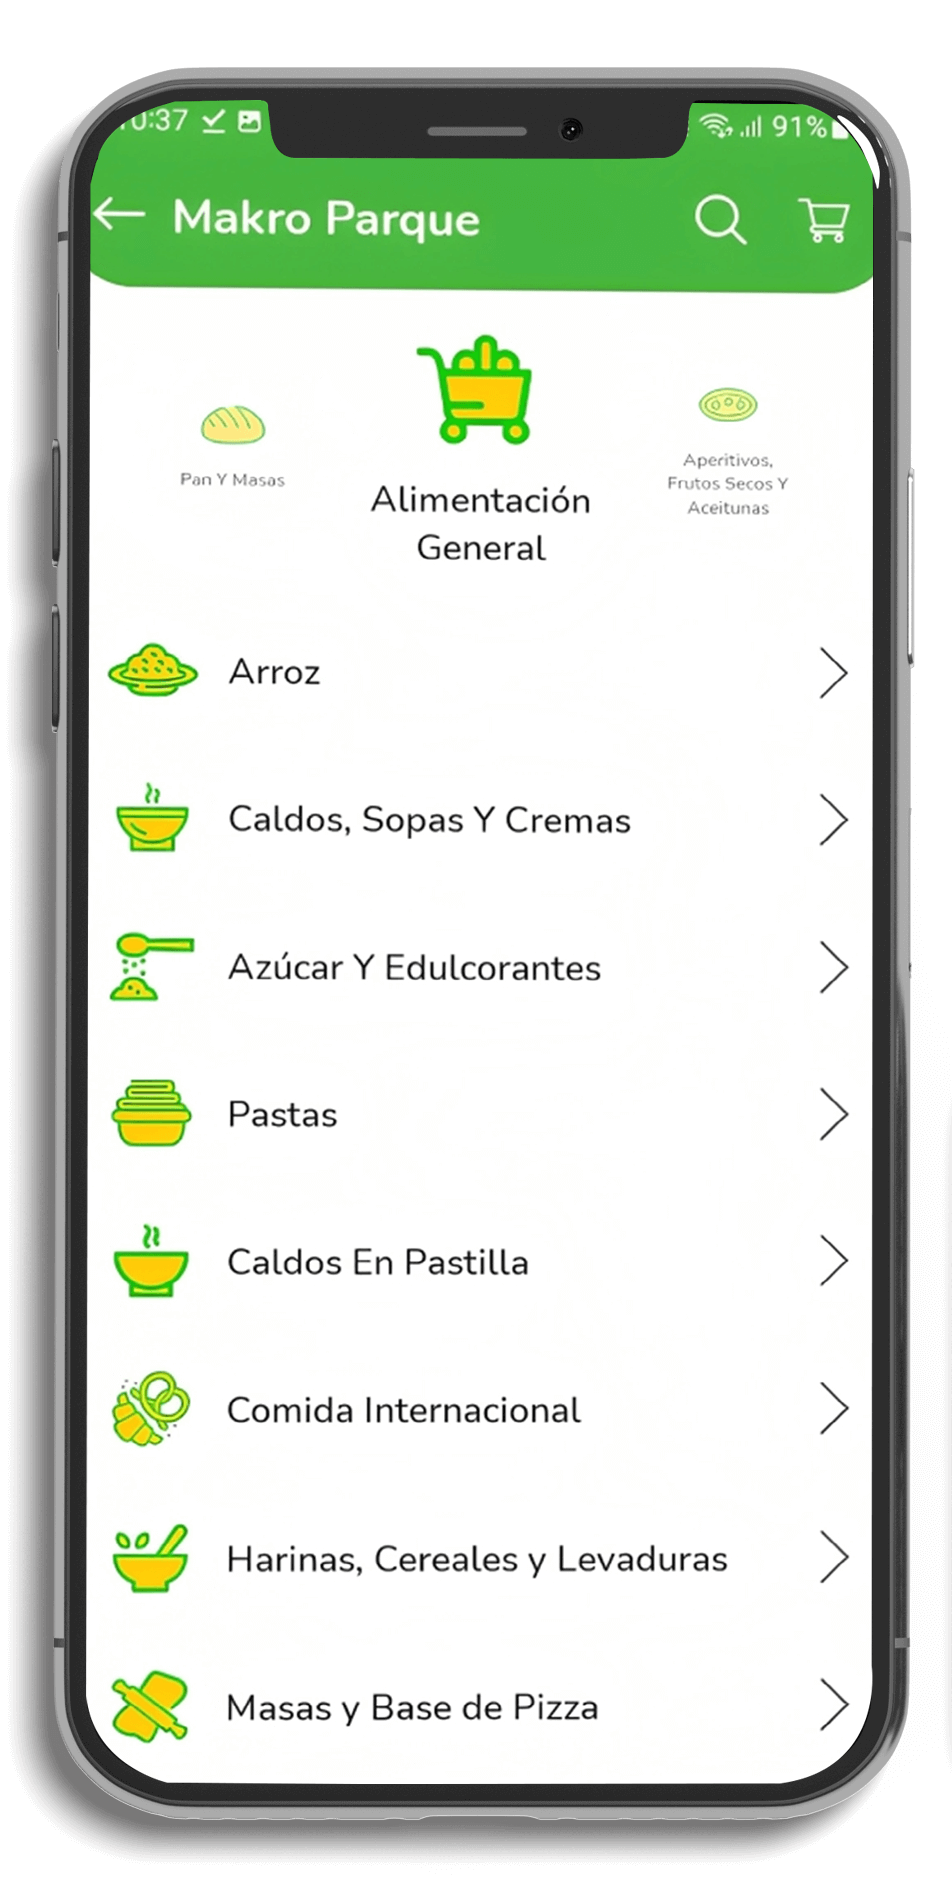 0:37
91%
Makro Parque
Pan Y Masas
Alimentación
General
Aperitivos,
Frutos Secos Y
Aceitunas
Arroz
Caldos, Sopas Y Cremas
Azúcar Y Edulcorantes
Pastas
Caldos En Pastilla
Comida Internacional
Harinas, Cereales y Levaduras
Masas y Base de Pizza